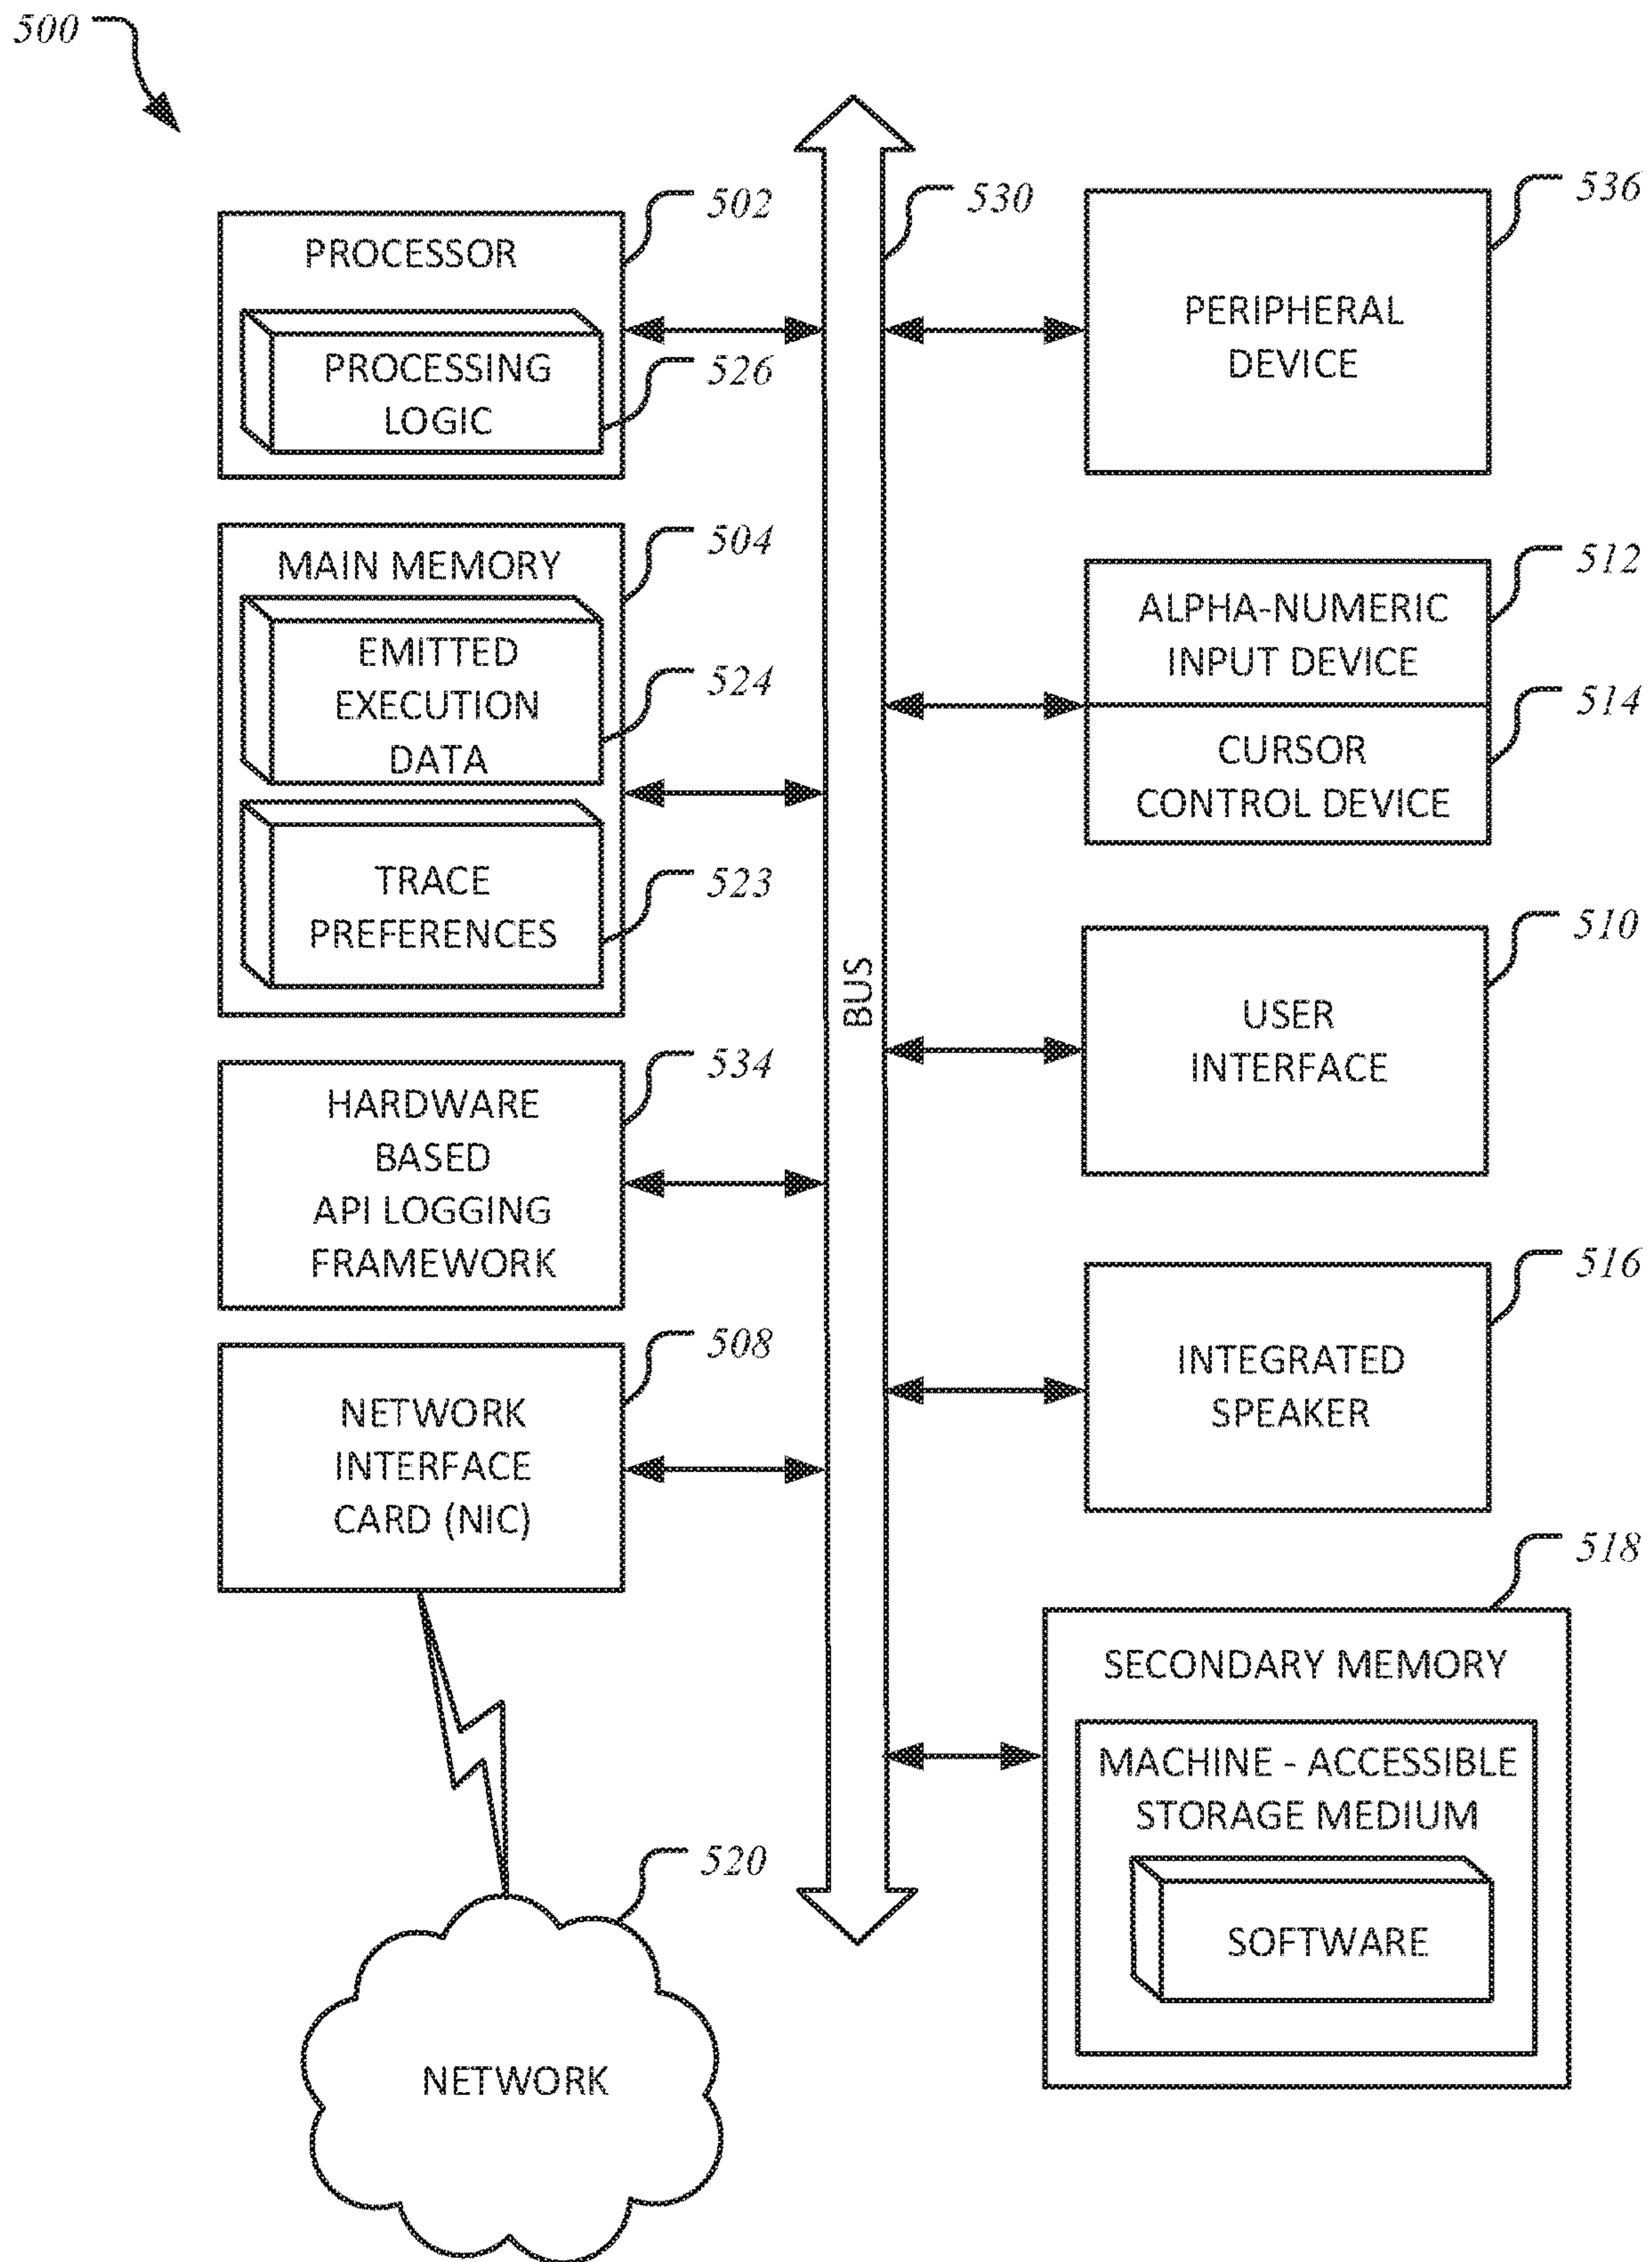 500
502
PROCESSOR
PROCESSING
LOGIC
526
504
MAIN MEMORY
EMITTED
EXECUTION
DATA
524
TRACE
PREFERENCES
523
534
HARDWARE
BASED
API LOGGING
FRAMEWORK
508
NETWORK
INTERFACE
CARD (NIC)
520
NETWORK
530
BUS
536
PERIPHERAL
DEVICE
512
ALPHA-NUMERIC
INPUT DEVICE
514
CURSOR
CONTROL DEVICE
510
USER
INTERFACE
516
INTEGRATED
SPEAKER
518
SECONDARY MEMORY
MACHINE - ACCESSIBLE
STORAGE MEDIUM
SOFTWARE